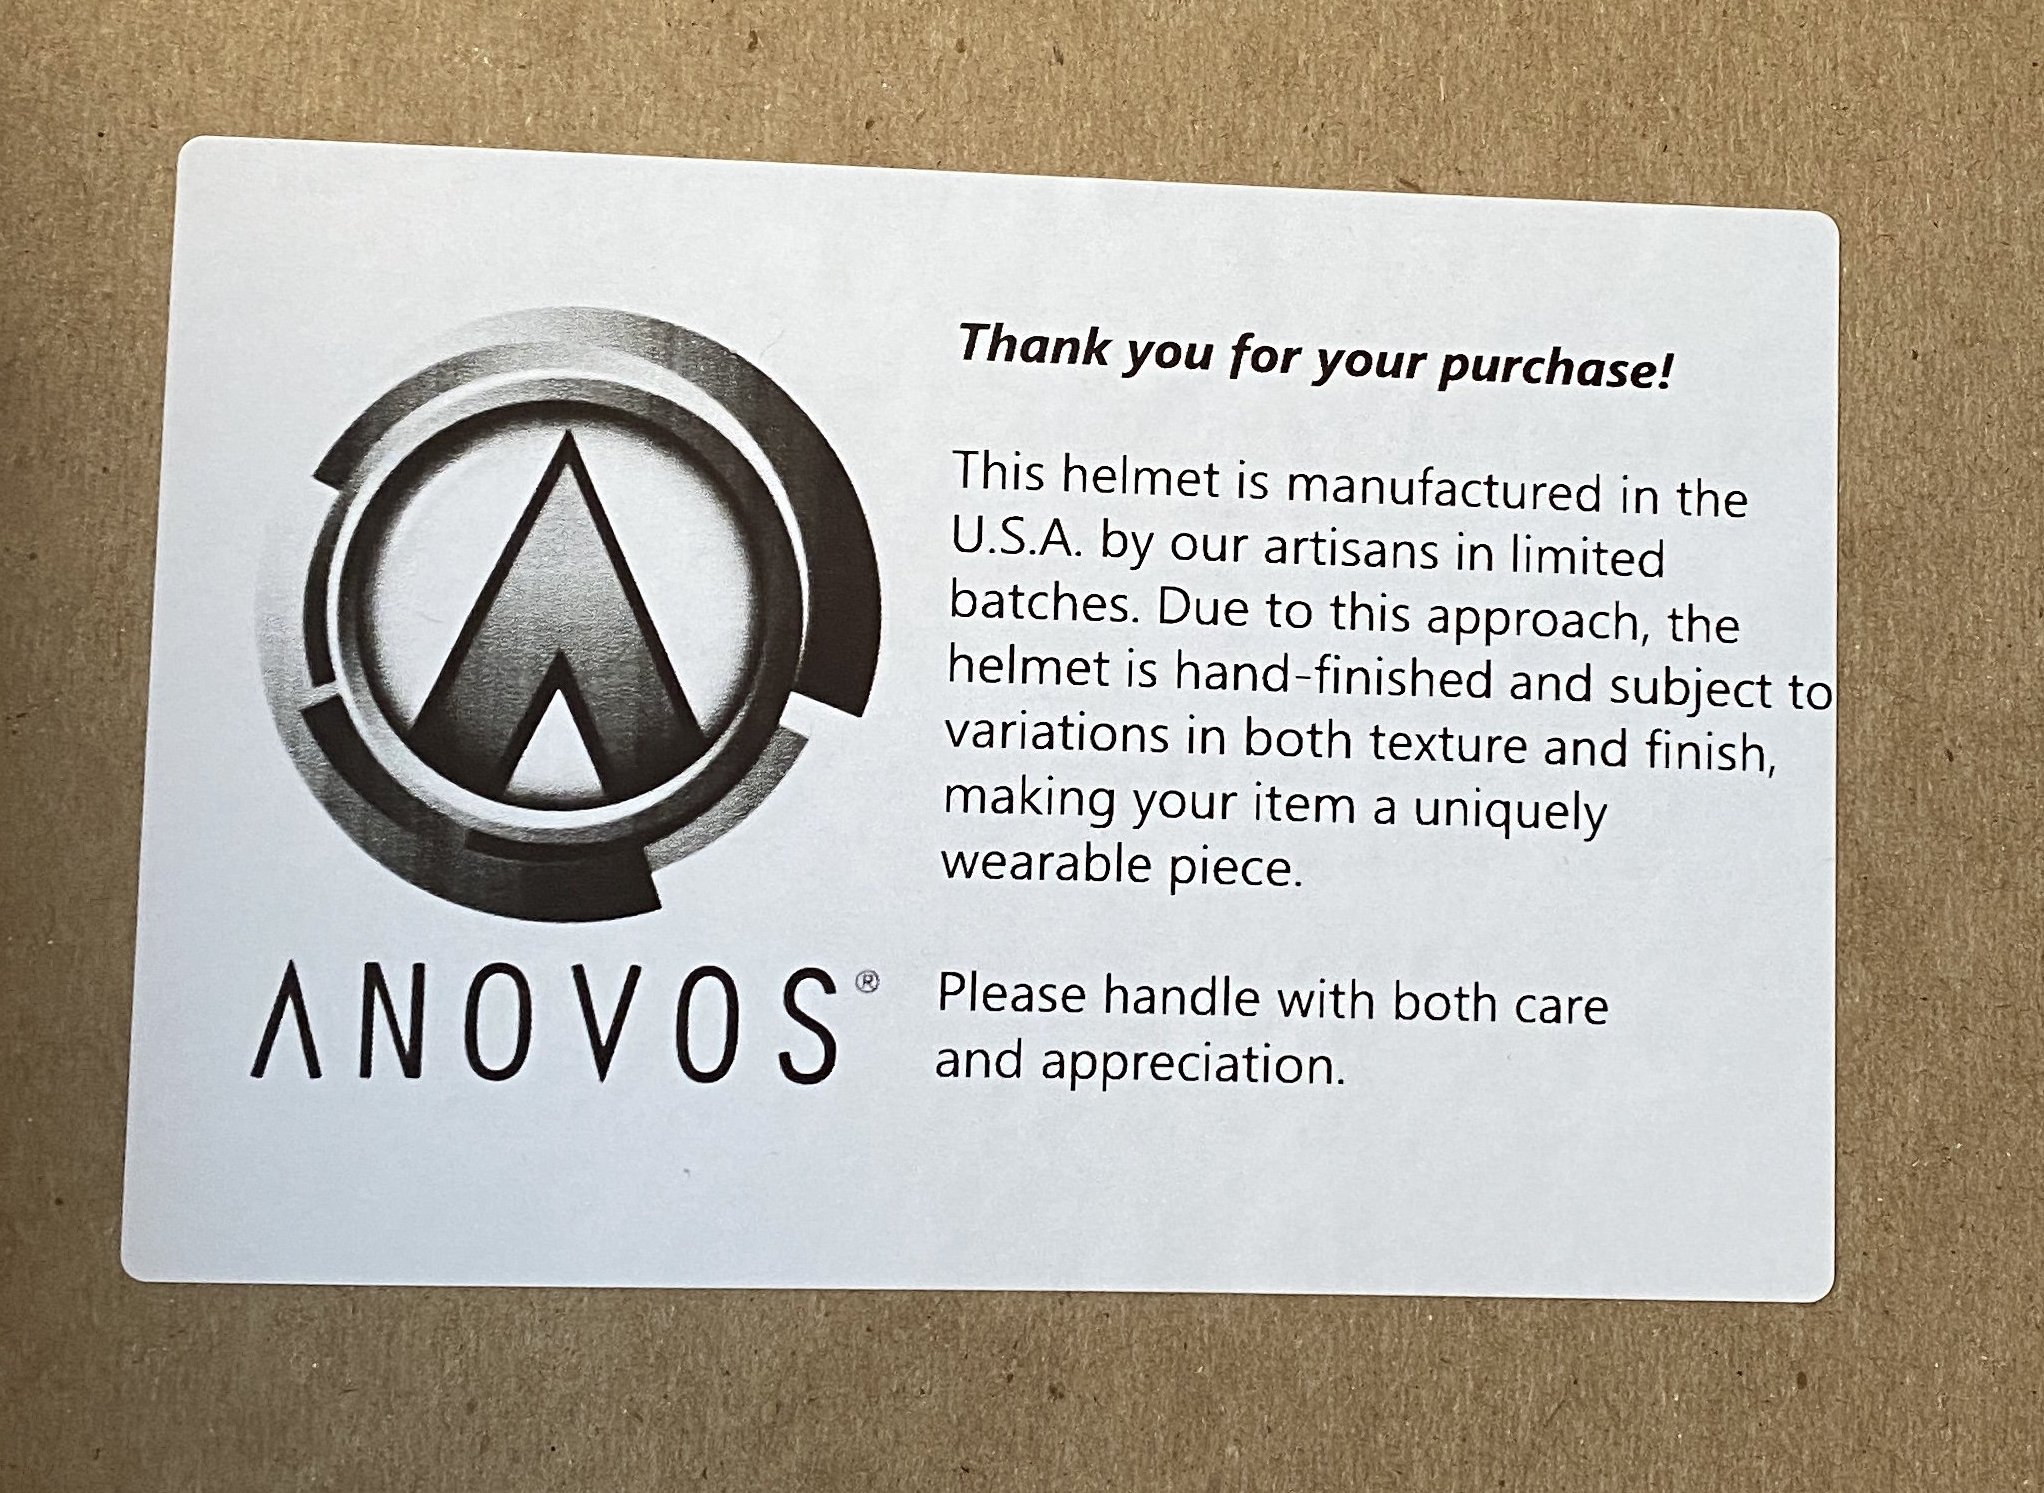 Thank you for your purchase!
This helmet is manufactured in the
U.S.A. by our artisans in limited
batches. Due to this approach, the
helmet is hand-finished and subject to
variations in both texture and finish,
making your item a uniquely
wearable piece.
Please handle with both care
and appreciation.
ANOVOS®